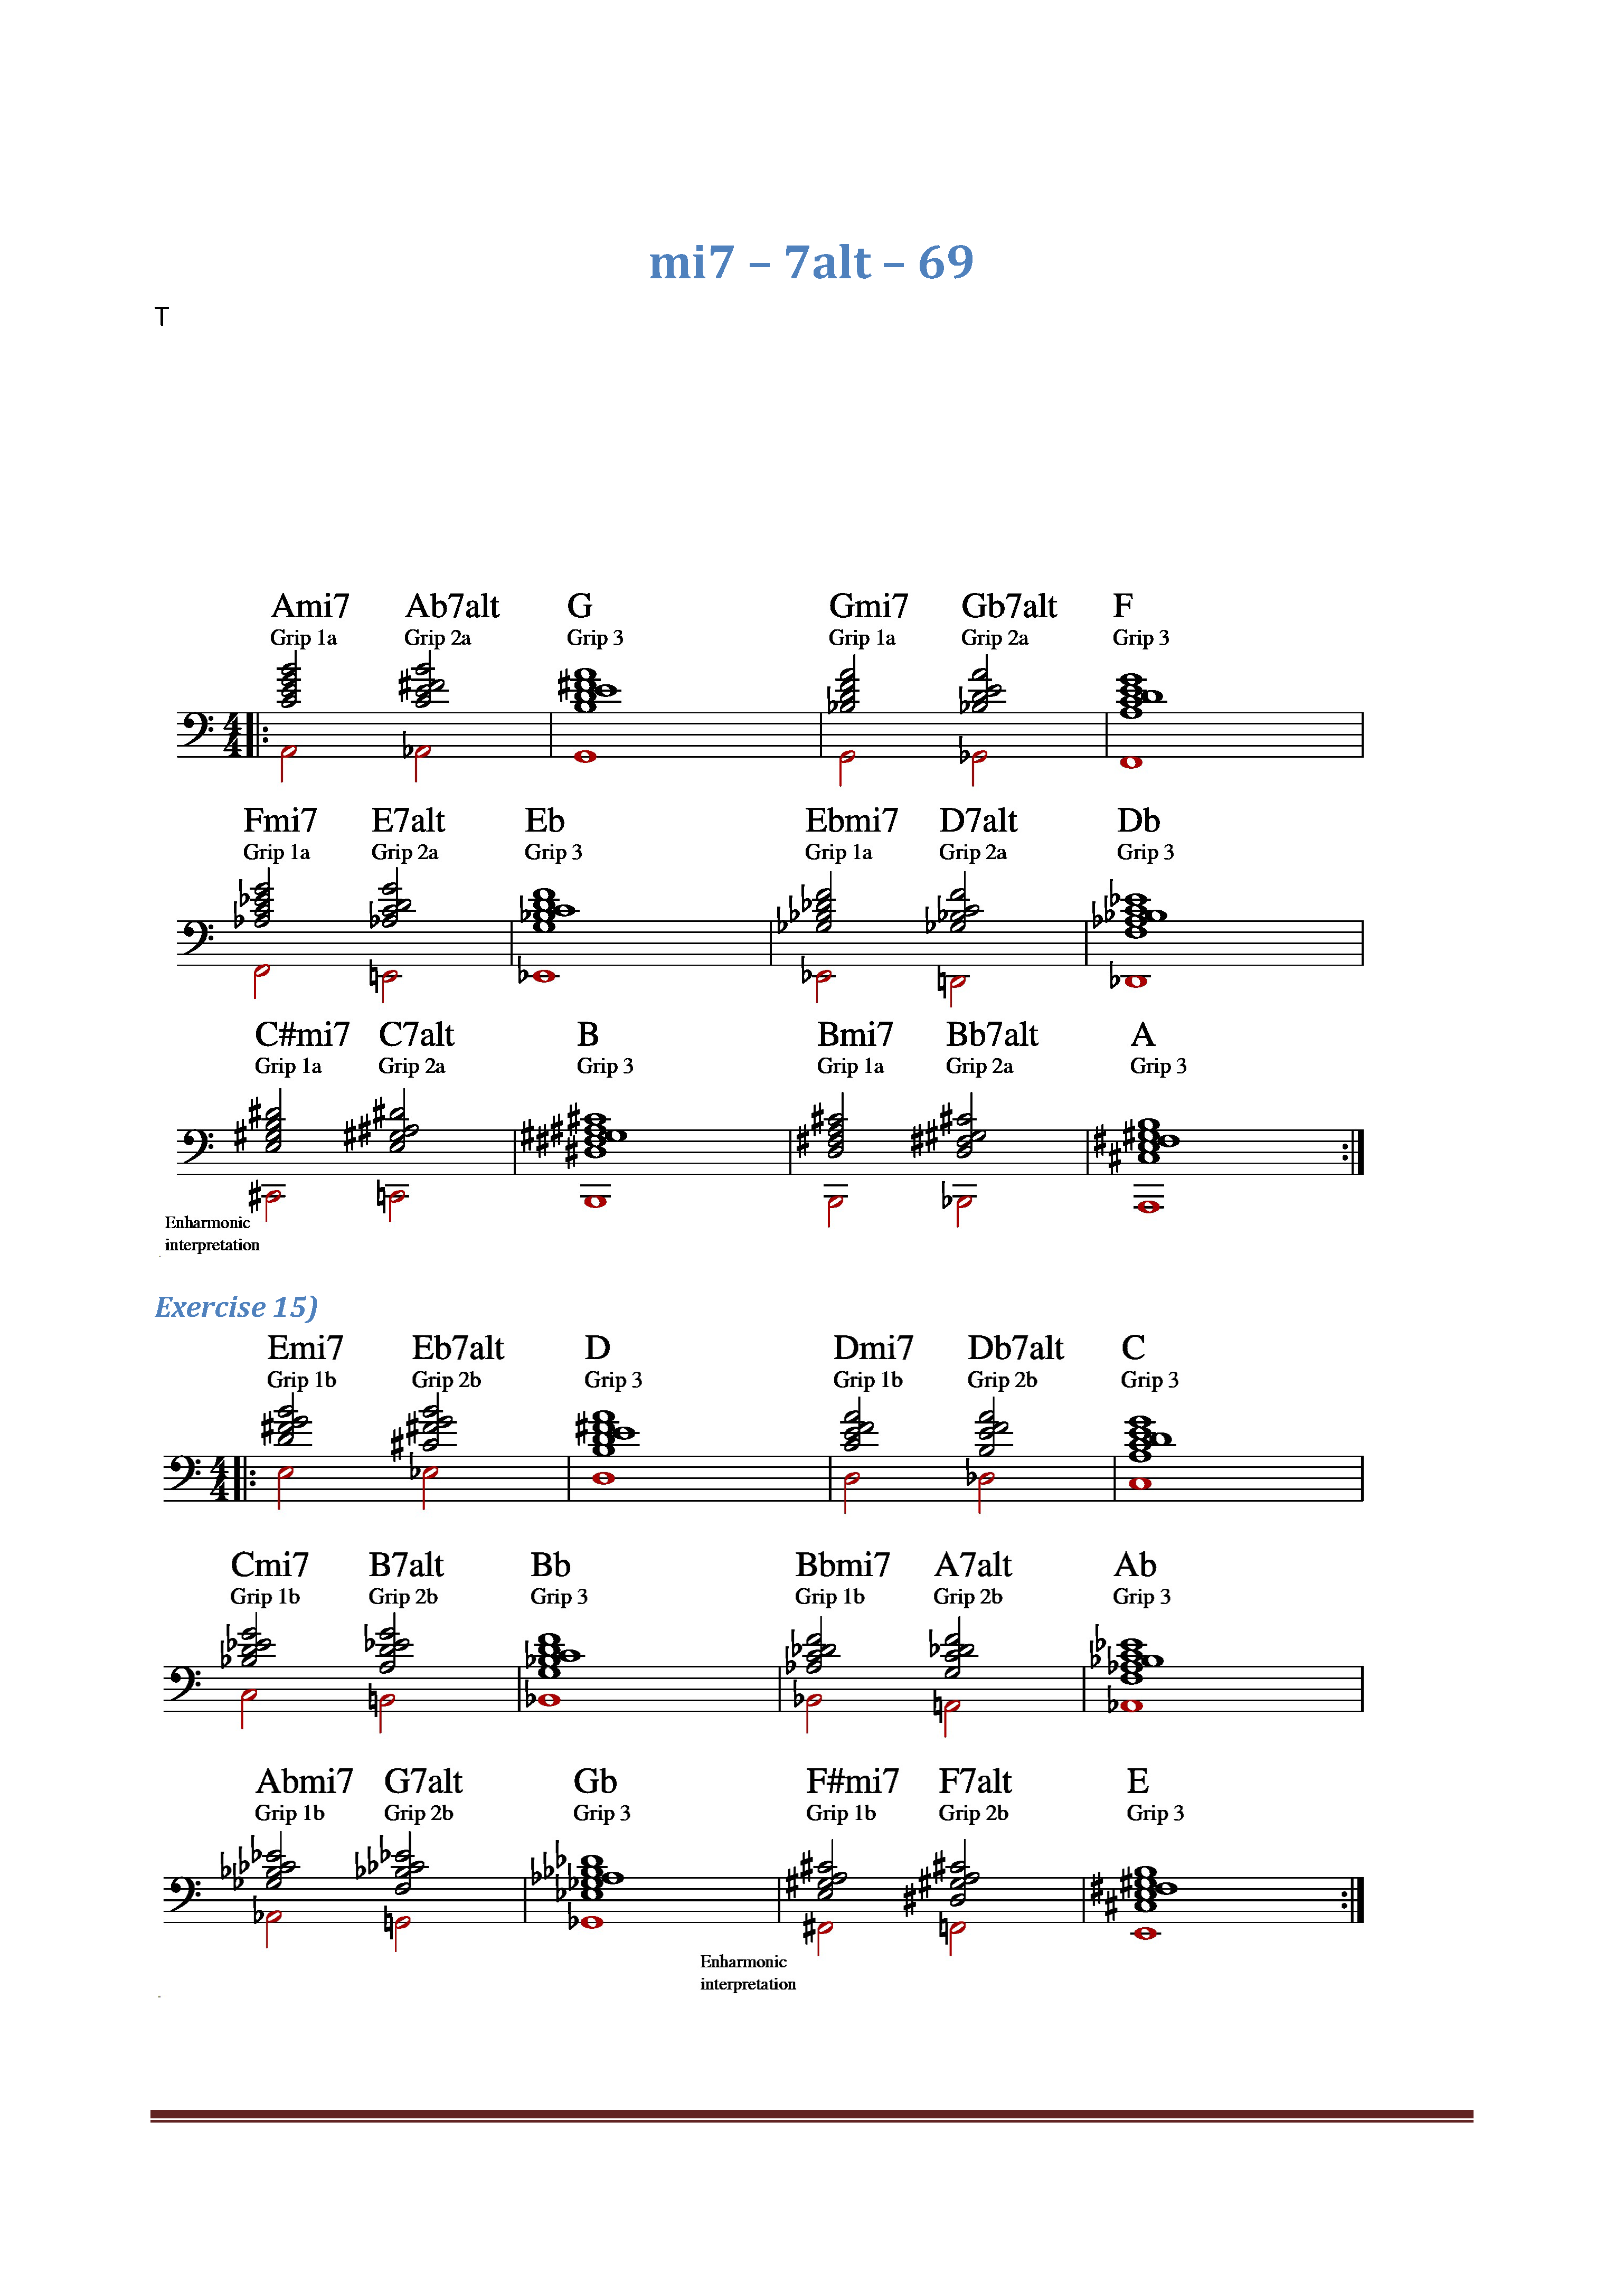 mi7 – 7alt – 69
T
Ami7 Ab7alt G Gmi7 Gb7alt F
Grip 1a Grip 2a Grip 3 Grip 1a Grip 2a Grip 3
4
4
Fmi7 E7alt Eb Ebmi7 D7alt Db
Grip 1a Grip 2a Grip 3 Grip 1a Grip 2a Grip 3
C#mi7 C7alt B Bmi7 Bb7alt A
Grip 1a Grip 2a Grip 3 Grip 1a Grip 2a Grip 3
Enharmonic
interpretation
Exercise 15)
Emi7 Eb7alt D Dmi7 Db7alt C
Grip 1b Grip 2b Grip 3 Grip 1b Grip 2b Grip 3
4
4
Cmi7 B7alt Bb Bbmi7 A7alt Ab
Grip 1b Grip 2b Grip 3 Grip 1b Grip 2b Grip 3
Abmi7 G7alt Gb F#mi7 F7alt E
Grip 1b Grip 2b Grip 3 Grip 1b Grip 2b Grip 3
Enharmonic
interpretation